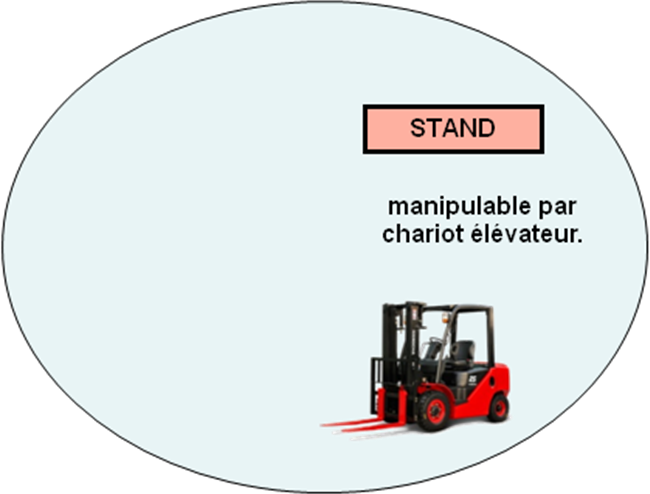 STAND
manipulable par
chariot élévateur.